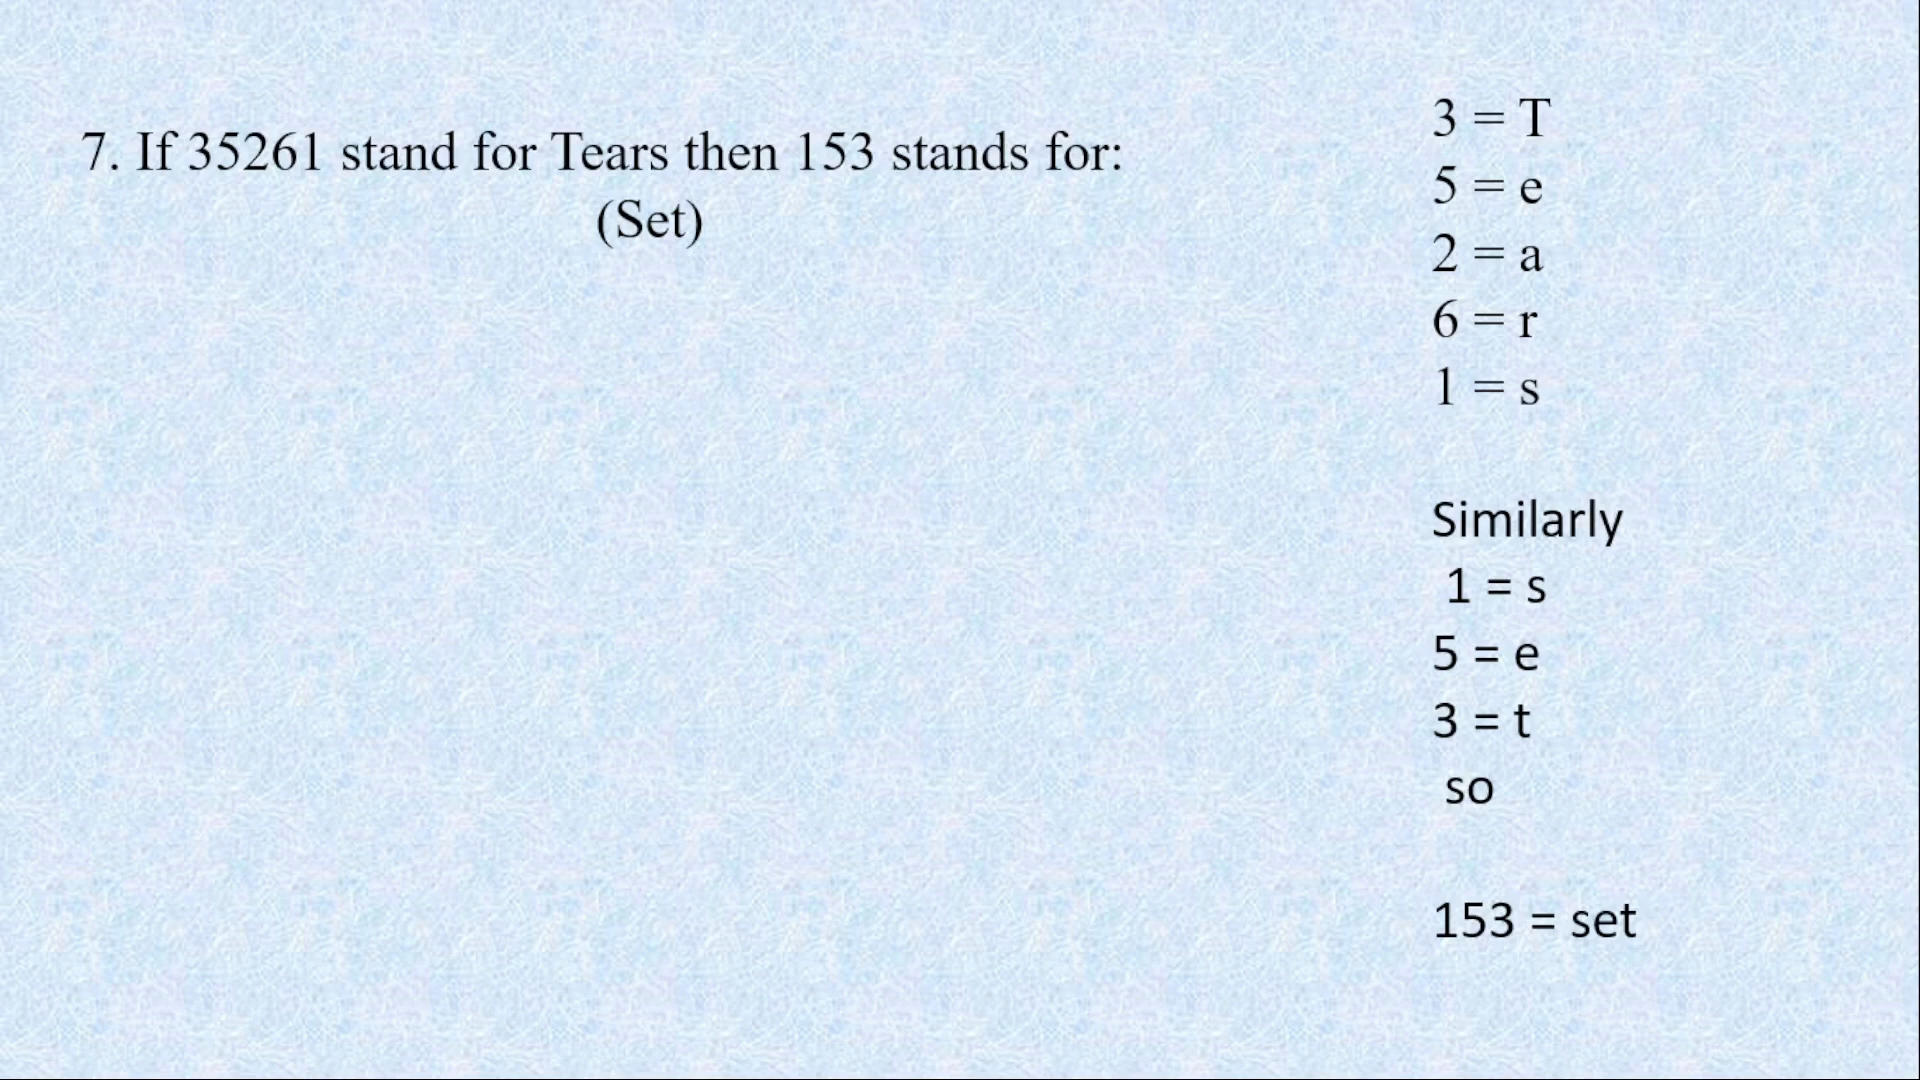 7. If 35261 stand for Tears then 153 stands for:
(Set)
3 = T
5 = e
2 = a
6 = r
1 = s
Similarly
1 = s
5 = e
3 = t
so
153 = set